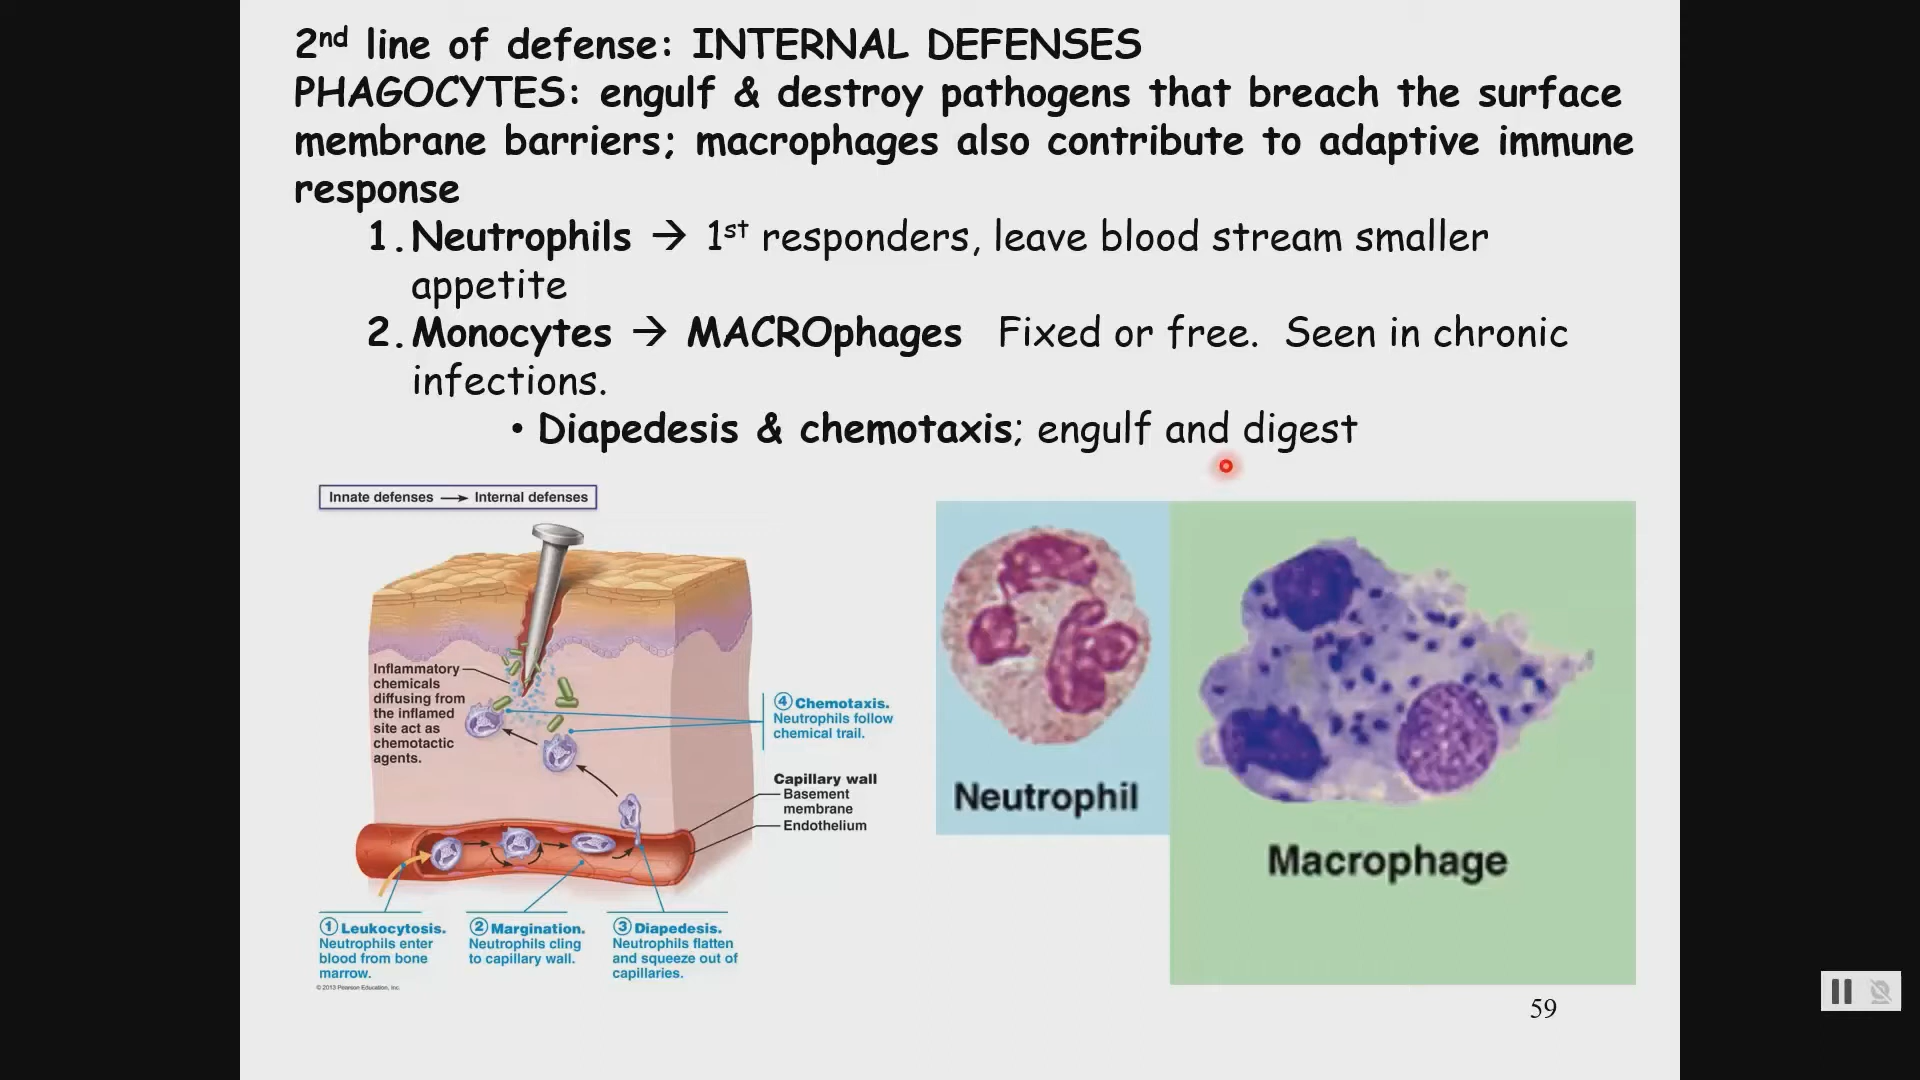 2nd line of defense: INTERNAL DEFENSES
PHAGOCYTES: engulf & destroy pathogens that breach the surface
membrane barriers; macrophages also contribute to adaptive immune
response
1. Neutrophils → 1st responders, leave blood stream smaller
appetite
2. Monocytes → MACROphages Fixed or free. Seen in chronic
infections.
• Diapedesis & chemotaxis; engulf and digest
Innate defenses → Internal defenses
Inflammatory
chemicals
diffusing from
the inflamed
site act as
chemotactic
agents.
④ Chemotaxis.
Neutrophils follow
chemical trail.
Capillary wall
Basement
membrane
Endothelium
① Leukocytosis.
Neutrophils enter
blood from bone
marrow.
② Margination.
Neutrophils cling
to capillary wall.
③ Diapedesis.
Neutrophils flatten
and squeeze out of
capillaries.
© 2013 Pearson Education, Inc.
Neutrophil
Macrophage
59